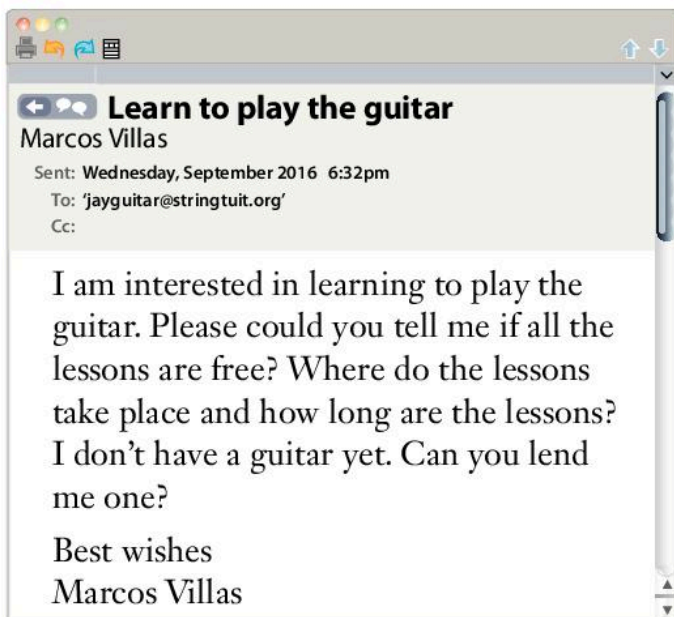 Learn to play the guitar
Marcos Villas
Sent: Wednesday, September 2016 6:32pm
To: ‘jayguitar@stringtuit.org’
Cc:
I am interested in learning to play the
guitar. Please could you tell me if all the
lessons are free? Where do the lessons
take place and how long are the lessons?
I don’t have a guitar yet. Can you lend
me one?
Best wishes
Marcos Villas